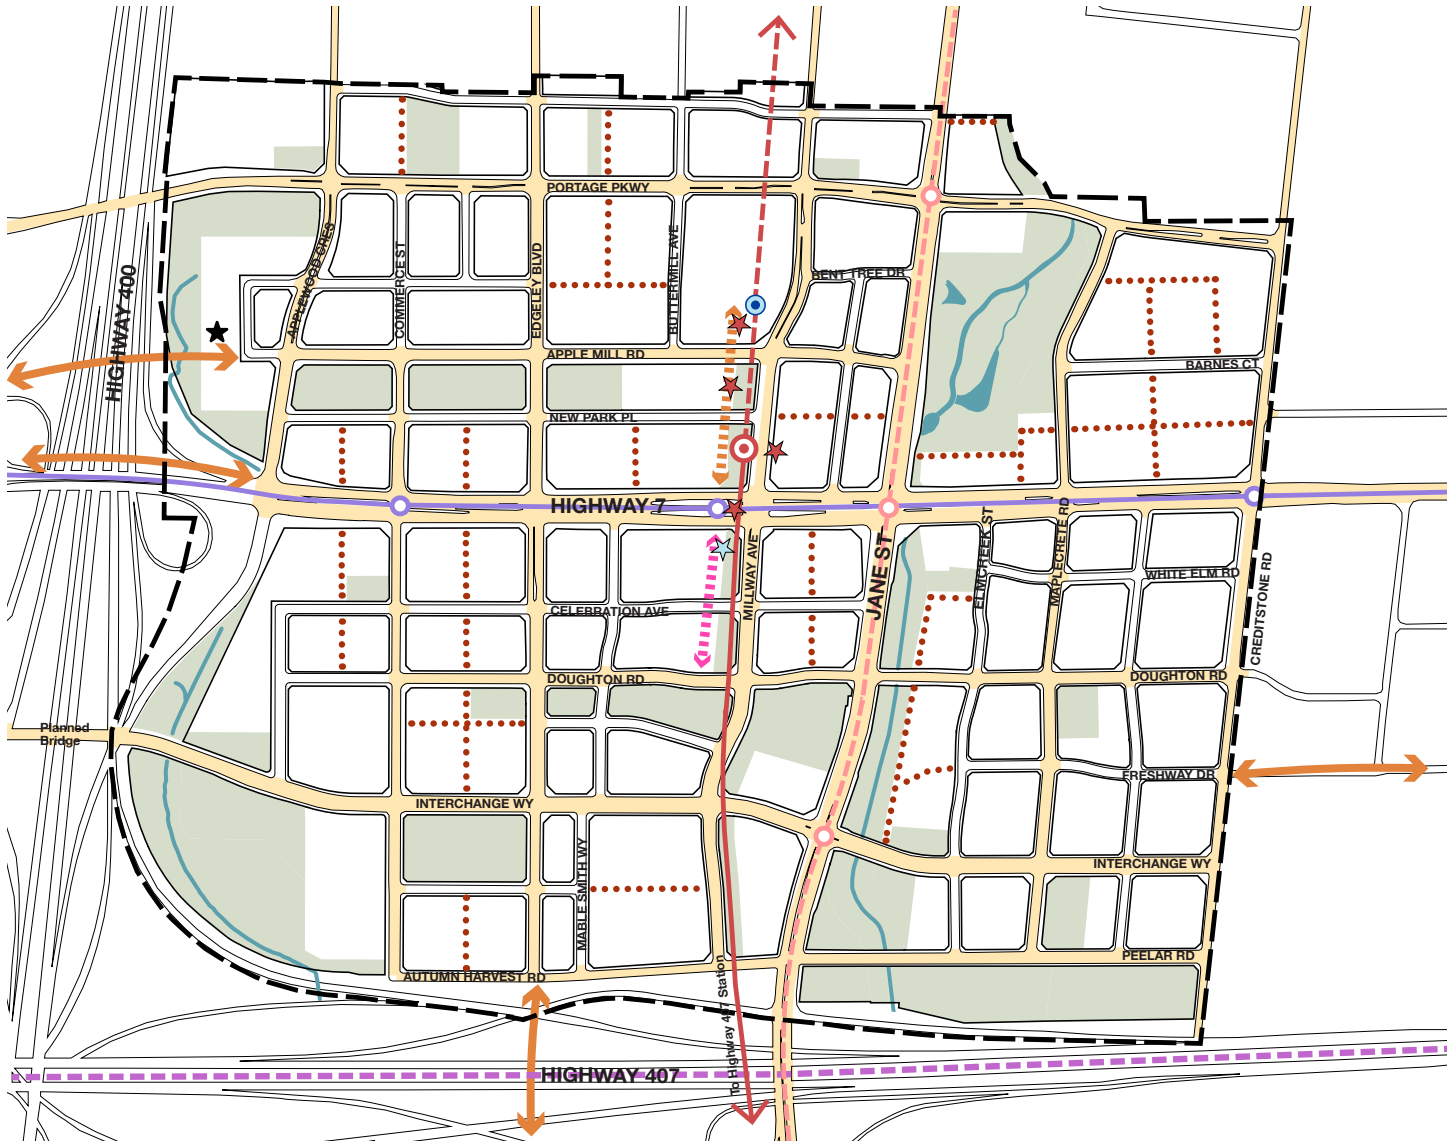 PORTAGE PKWY
APPLEWOOD CRES
COMMERCE ST
EDGELEY BLVD
BUTTERMILL AVE
BENT TREE DR
HIGHWAY 400
APPLE MILL RD
BARNES CT
NEW PARK PL
HIGHWAY 7
MILLWAY AVE
JANE ST
ELMCREEK ST
MAPLECRETE RD
WHITE ELM RD
CREDITSTONE RD
CELEBRATION AVE
DOUGHTON RD
DOUGHTON RD
Planned
Bridge
FRESHWAY DR
INTERCHANGE WY
MABLE SMITH WY
INTERCHANGE WY
PEELAR RD
AUTUMN HARVEST RD
To Highway 407 Station
HIGHWAY 407